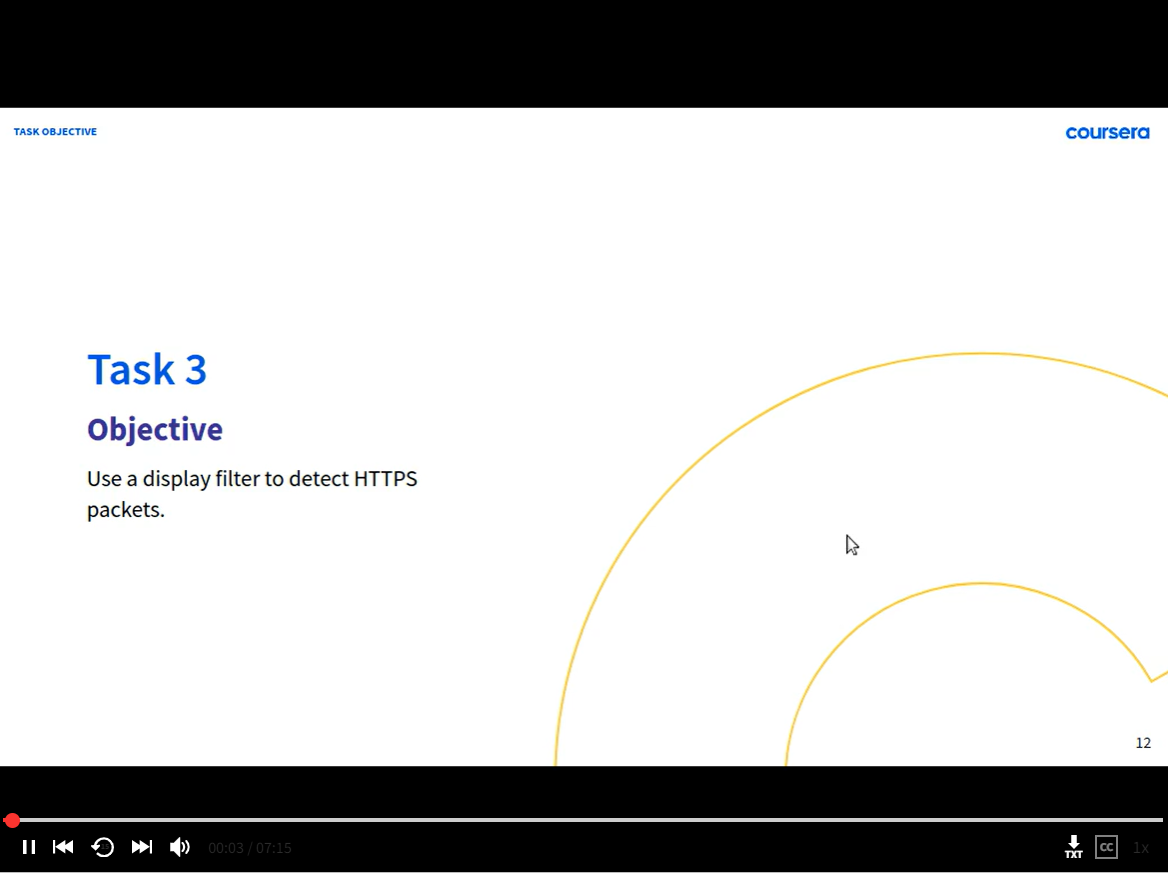 TASK OBJECTIVE
coursera
Task 3
Objective
Use a display filter to detect HTTPS
packets.
12
00:03 / 07:15
TXT
CC
1x